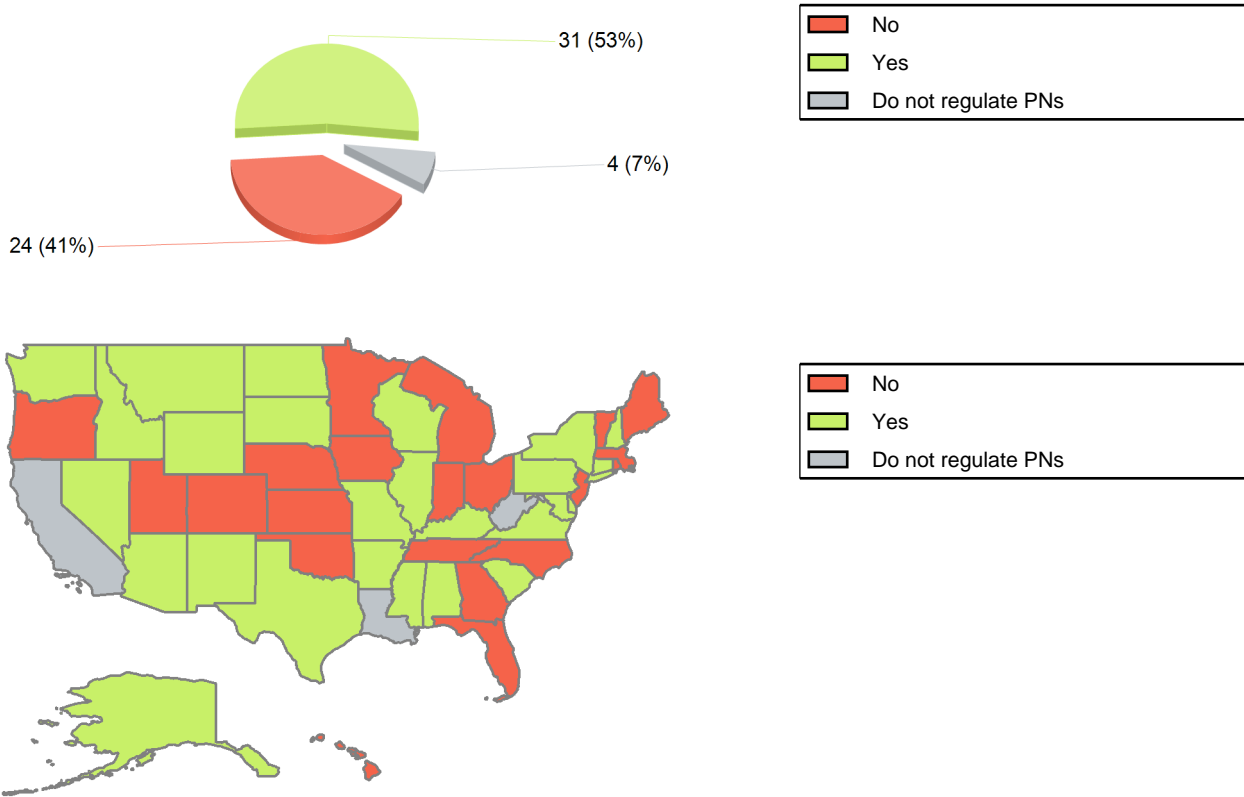 31 (53%)
4 (7%)
24 (41%)
No
Yes
Do not regulate PNs
No
Yes
Do not regulate PNs